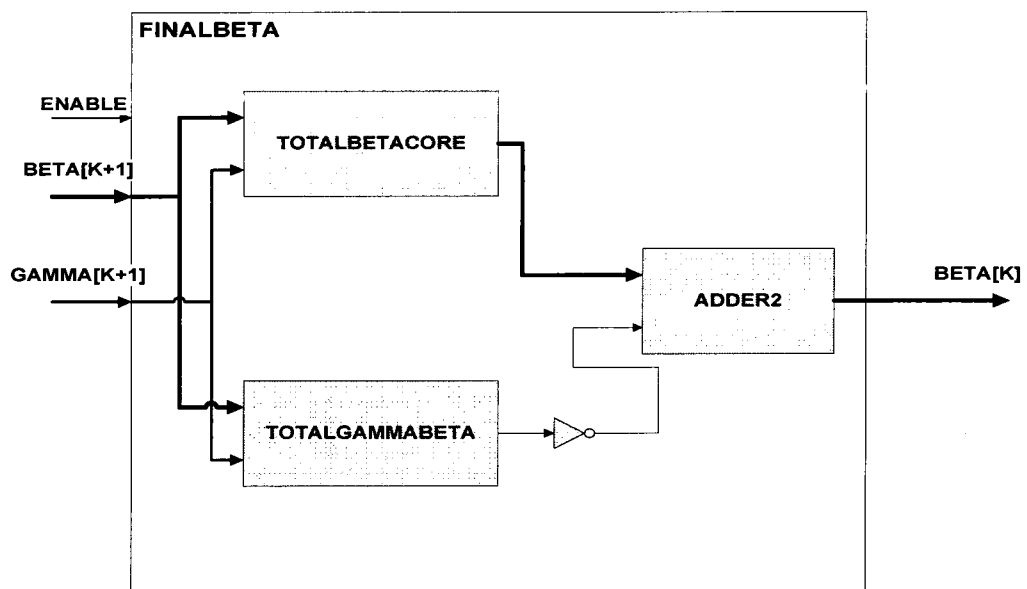 FINALBETA
ENABLE
TOTALBETACORE
BETA[K+1]
GAMMA[K+1]
BETA[K]
ADDER2
TOTALGAMMABETA